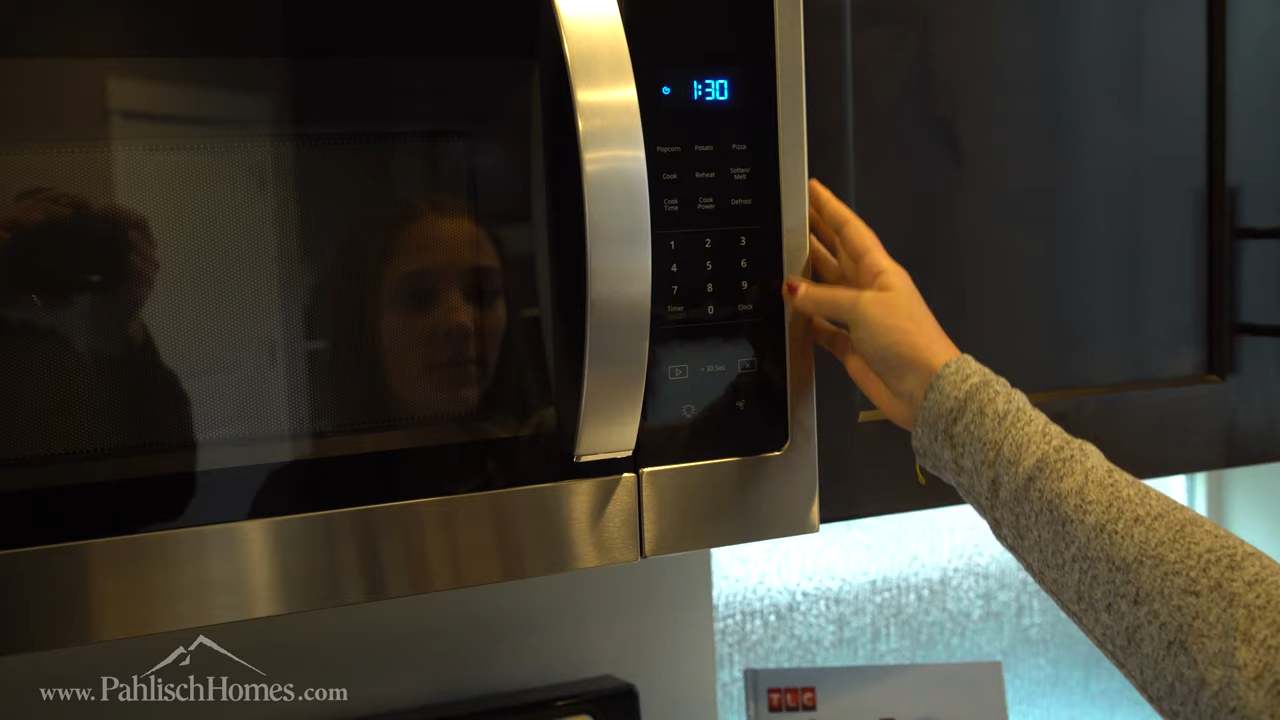 1:30
Popcorn Potato Pizza
Cook Reheat Soften/
Melt
Cook
Time Cook
Power Defrost
1 2 3
4 5 6
7 8 9
Timer 0 Clock
+30 Sec
www.PahlischHomes.com
TLC